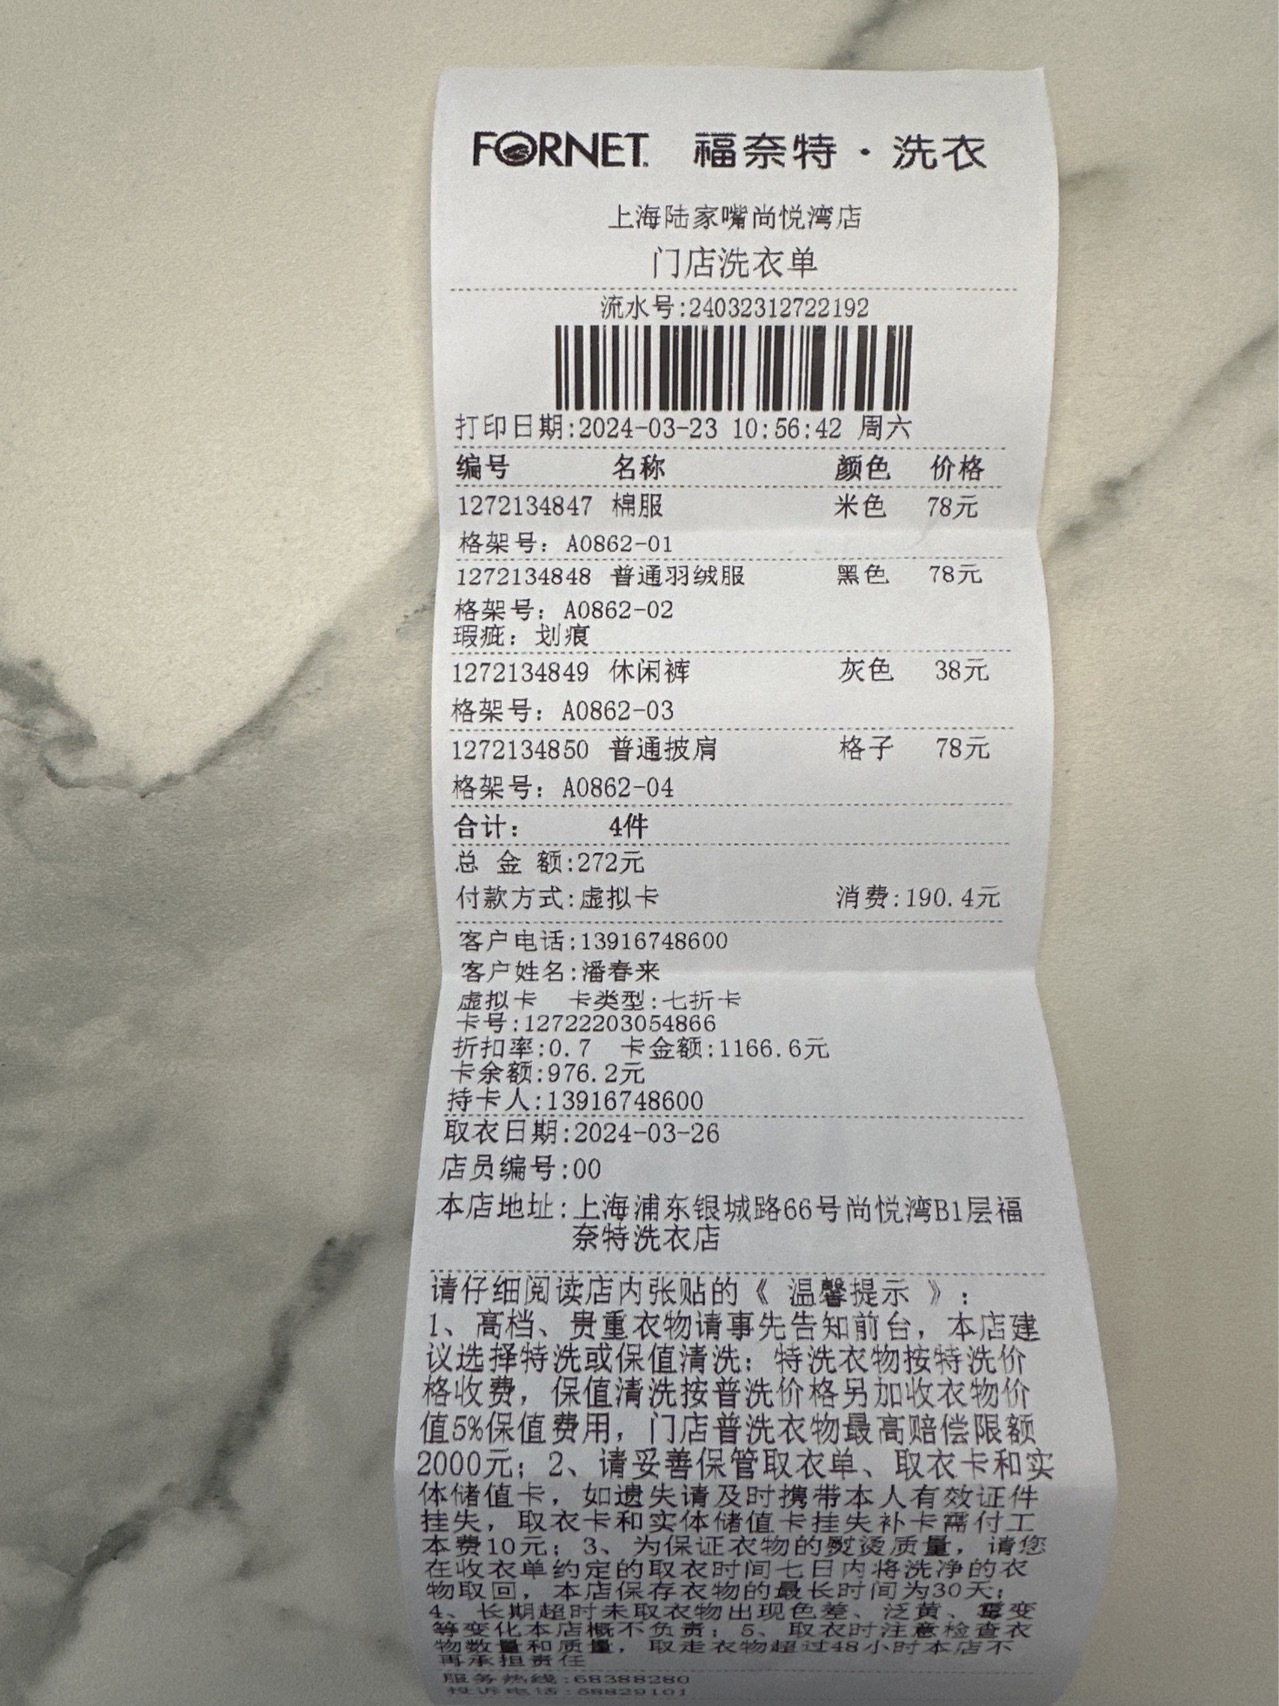 FORNET. 福奈特·洗衣
上海陆家嘴尚悦湾店
门店洗衣单
流水号:24032312722192
打印日期:2024-03-23 10:56:42 周六
编号 名称 颜色 价格
1272134847 棉服 米色 78元
格架号: A0862-01
1272134848 普通羽绒服 黑色 78元
格架号: A0862-02
瑕疵: 划痕
1272134849 休闲裤 灰色 38元
格架号: A0862-03
1272134850 普通披肩 格子 78元
格架号: A0862-04
合计: 4件
总 金 额:272元
付款方式:虚拟卡 消费:190.4元
客户电话:13916748600
客户姓名:潘春来
虚拟卡 卡类型:七折卡
卡号:12722203054866
折扣率:0.7 卡金额:1166.6元
卡余额:976.2元
持卡人:13916748600
取衣日期:2024-03-26
店员编号:00
本店地址:上海浦东银城路66号尚悦湾B1层福
奈特洗衣店
请仔细阅读店内张贴的《 温馨提示 》:
1、高档、贵重衣物请事先告知前台，本店建
议选择特洗或保值清洗；特洗衣物按特洗价
格收费，保值清洗按普洗价格另加收衣物价
值5%保值费用，门店普洗衣物最高赔偿限额
2000元；2、请妥善保管取衣单、取衣卡和实
体储值卡，如遗失请及时携带本人有效证件
挂失，取衣卡和实体储值卡挂失补卡需付工
本费10元；3、为保证衣物的熨烫质量，请您
在收衣单约定的取衣时间七日内将洗净的衣
物取回，本店保存衣物的最长时间为30天；
4、长期超时未取衣物出现色差、泛黄、霉变
等变化本店概不负责；5、取衣时注意检查衣
物数量和质量，取走衣物超过48小时本店不
再承担责任
服务热线:68388280
投诉电话:58829101